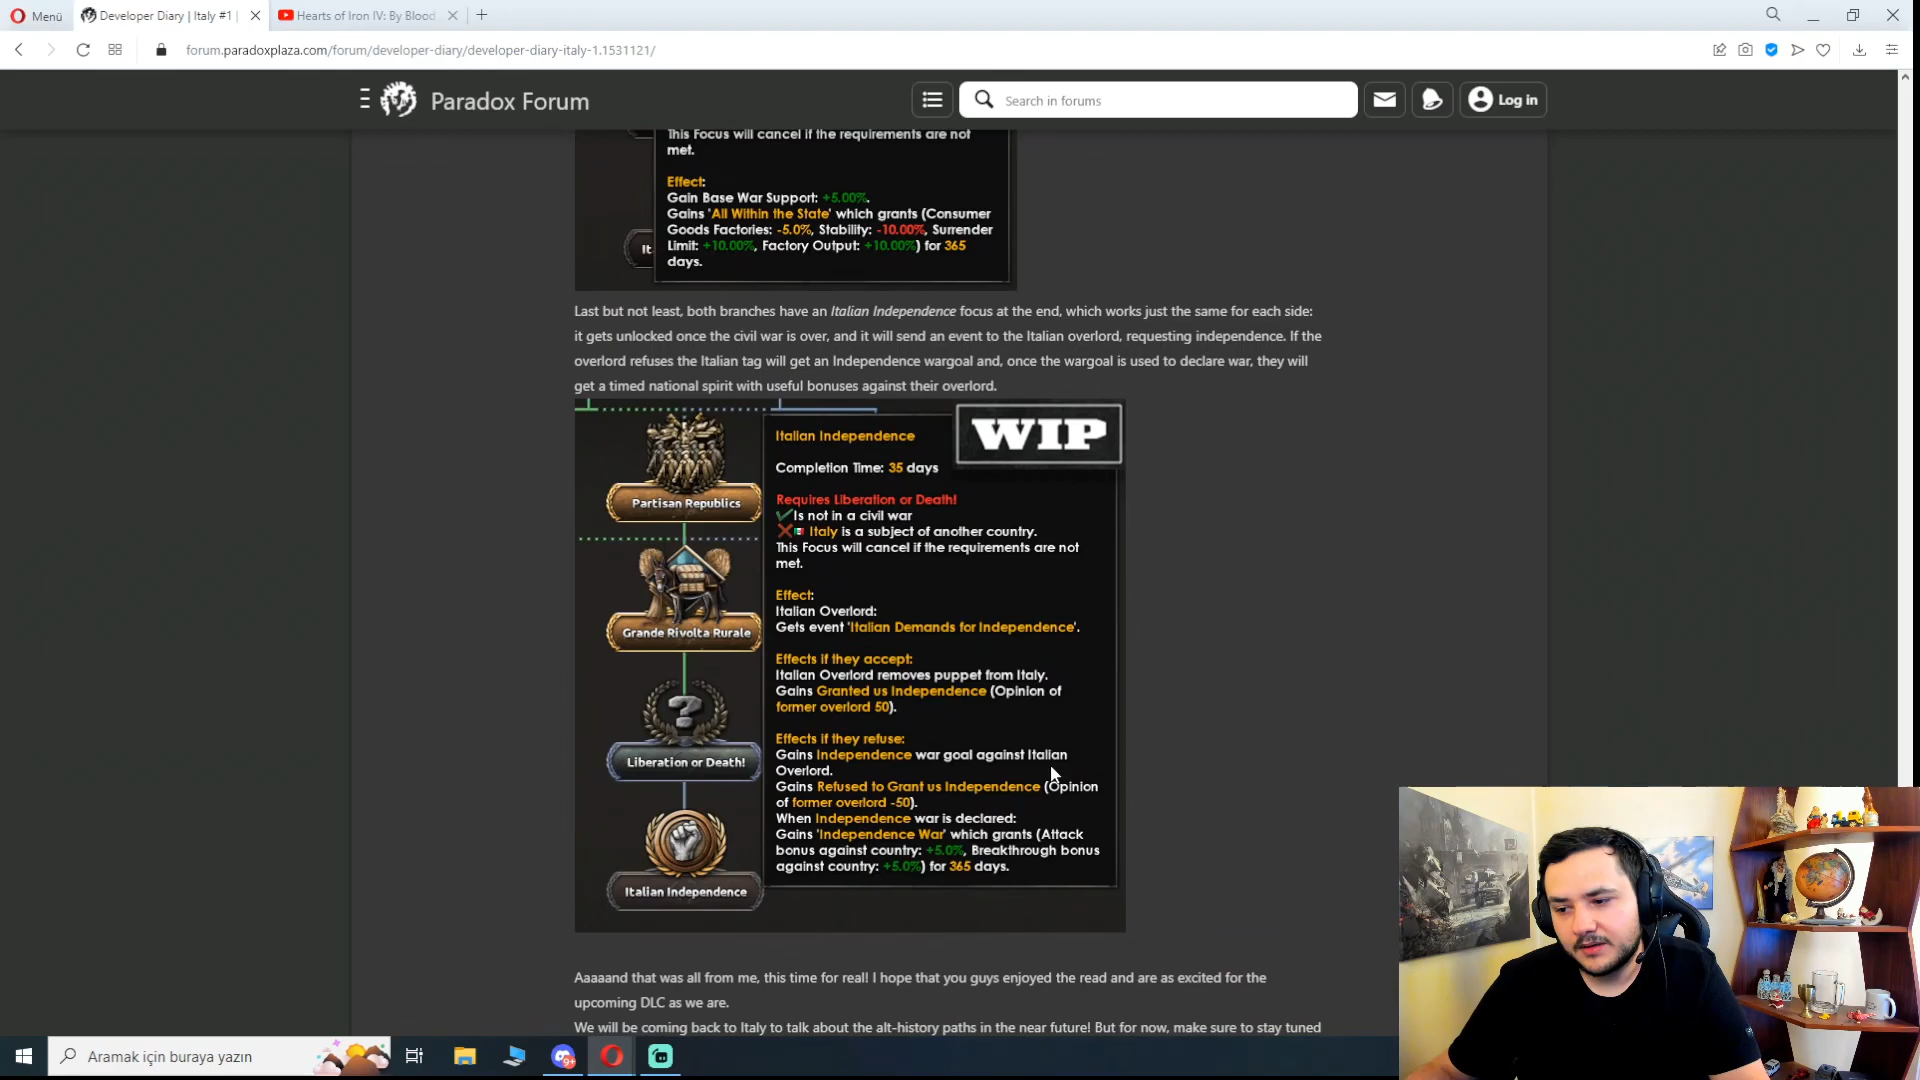 Menü
Developer Diary | Italy #1 |
Hearts of Iron IV: By Blood
forum.paradoxplaza.com/forum/developer-diary/developer-diary-italy-1.1531121/
Paradox Forum
Search in forums
Log in
This Focus will cancel if the requirements are not
met.
Effect:
Gain Base War Support: +5.00%.
Gains 'All Within the State' which grants (Consumer
Goods Factories: -5.0%, Stability: -10.00%, Surrender
Limit: +10.00%, Factory Output: +10.00%) for 365
days.
It
Last but not least, both branches have an Italian Independence focus at the end, which works just the same for each side:
it gets unlocked once the civil war is over, and it will send an event to the Italian overlord, requesting independence. If the
overlord refuses the Italian tag will get an Independence wargoal and, once the wargoal is used to declare war, they will
get a timed national spirit with useful bonuses against their overlord.
WIP
Italian Independence
Completion Time: 35 days
Requires Liberation or Death!
Is not in a civil war
Italy is a subject of another country.
This Focus will cancel if the requirements are not
met.
Effect:
Italian Overlord:
Gets event 'Italian Demands for Independence'.
Effects if they accept:
Italian Overlord removes puppet from Italy.
Gains Granted us Independence (Opinion of
former overlord 50).
Effects if they refuse:
Gains Independence war goal against Italian
Overlord.
Gains Refused to Grant us Independence (Opinion
of former overlord -50).
When Independence war is declared:
Gains 'Independence War' which grants (Attack
bonus against country: +5.0%, Breakthrough bonus
against country: +5.0%) for 365 days.
Partisan Republics
Grande Rivolta Rurale
?
Liberation or Death!
Italian Independence
Aaaaand that was all from me, this time for real! I hope that you guys enjoyed the read and are as excited for the
upcoming DLC as we are.
We will be coming back to Italy to talk about the alt-history paths in the near future! But for now, make sure to stay tuned
Aramak için buraya yazın
9+